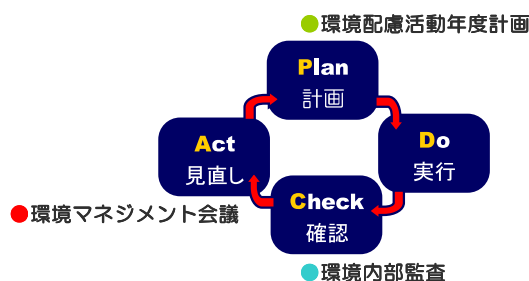 ●環境配慮活動年度計画
Plan
計画
Act
見直し
Do
実行
Check
確認
●環境マネジメント会議
●環境内部監査